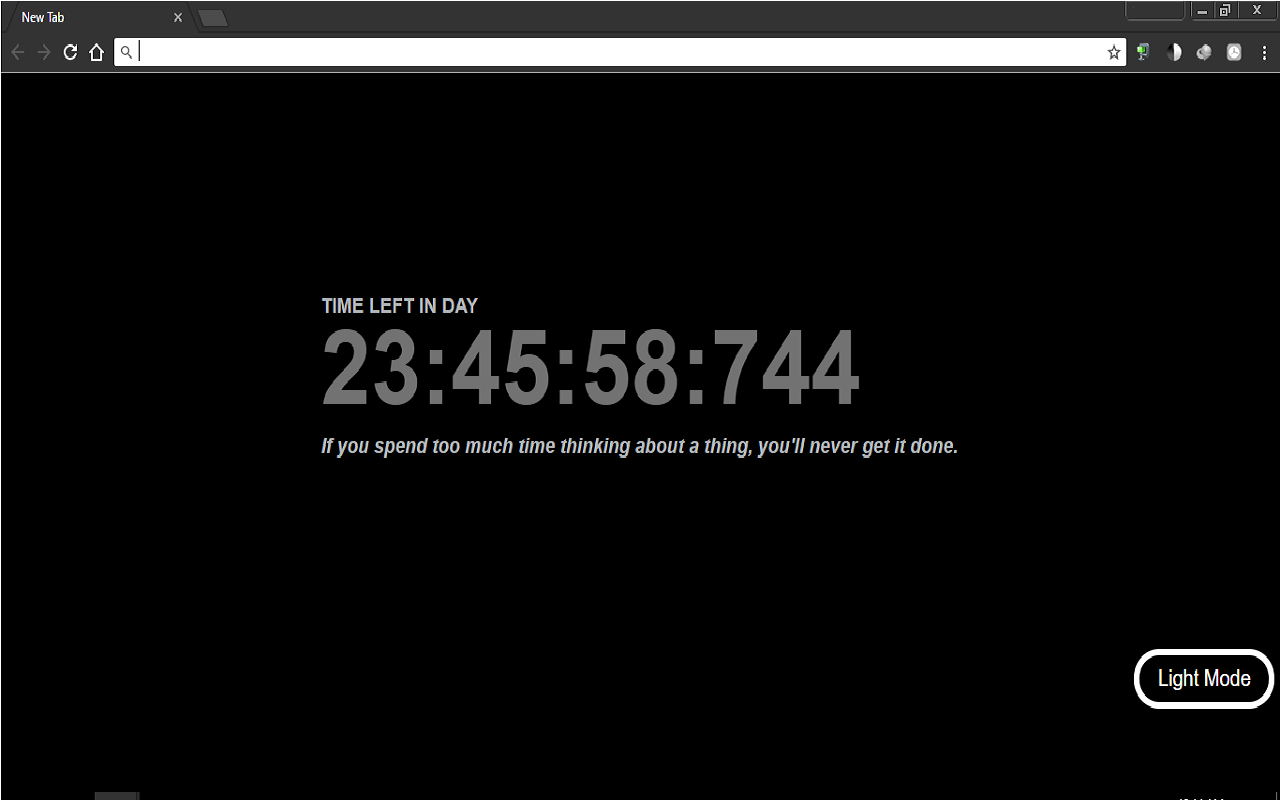 New Tab
TIME LEFT IN DAY
23:45:58:744
If you spend too much time thinking about a thing, you'll never get it done.
Light Mode